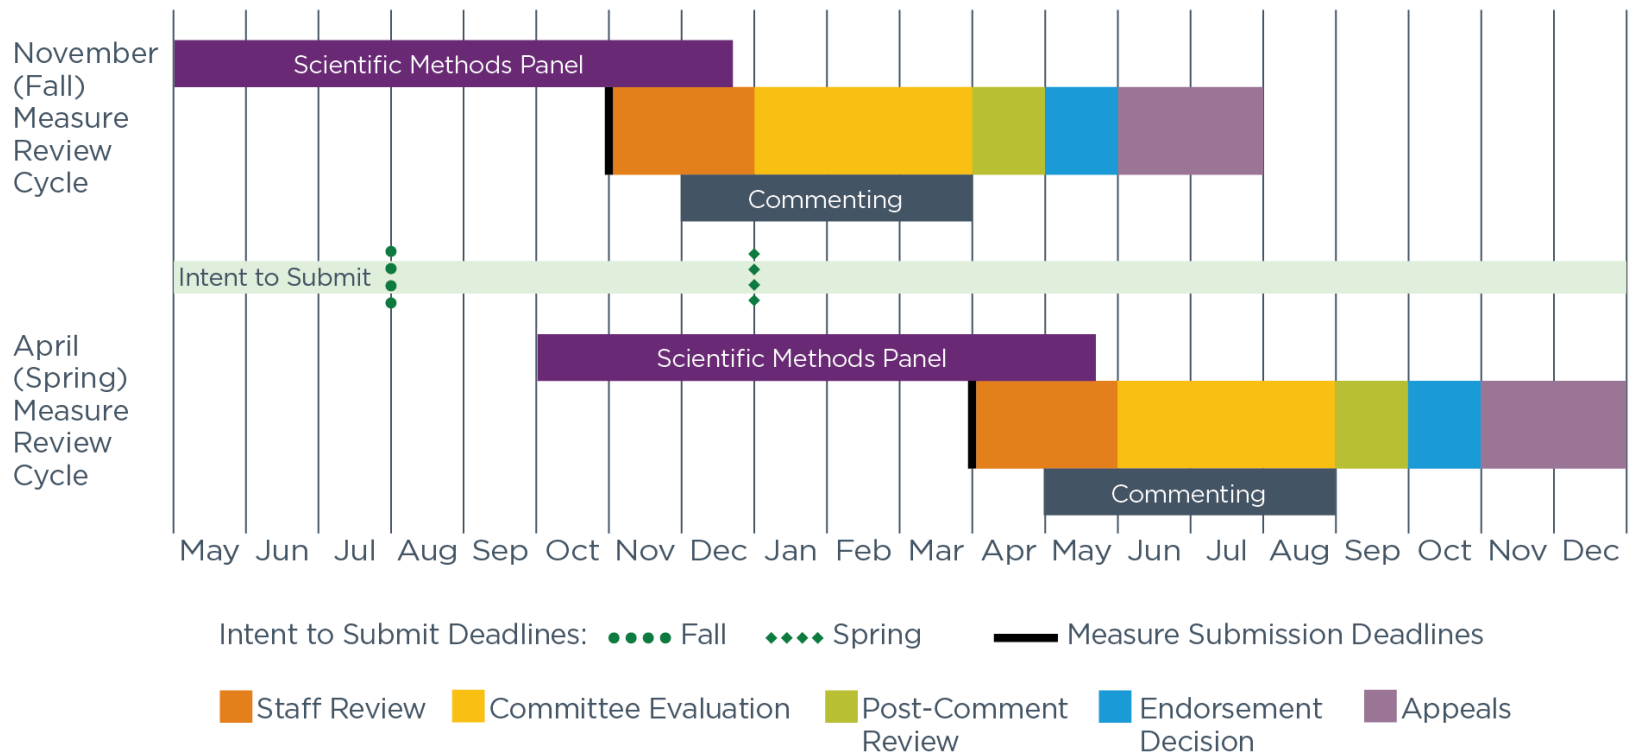 November
(Fall)
Measure
Review
Cycle
Scientific Methods Panel
Commenting
Intent to Submit
April
(Spring)
Measure
Review
Cycle
Scientific Methods Panel
Commenting
May Jun Jul Aug Sep Oct Nov Dec Jan Feb Mar Apr May Jun Jul Aug Sep Oct Nov Dec
Intent to Submit Deadlines: Fall Spring Measure Submission Deadlines
Staff Review Committee Evaluation Post-Comment Endorsement Appeals
Review Decision